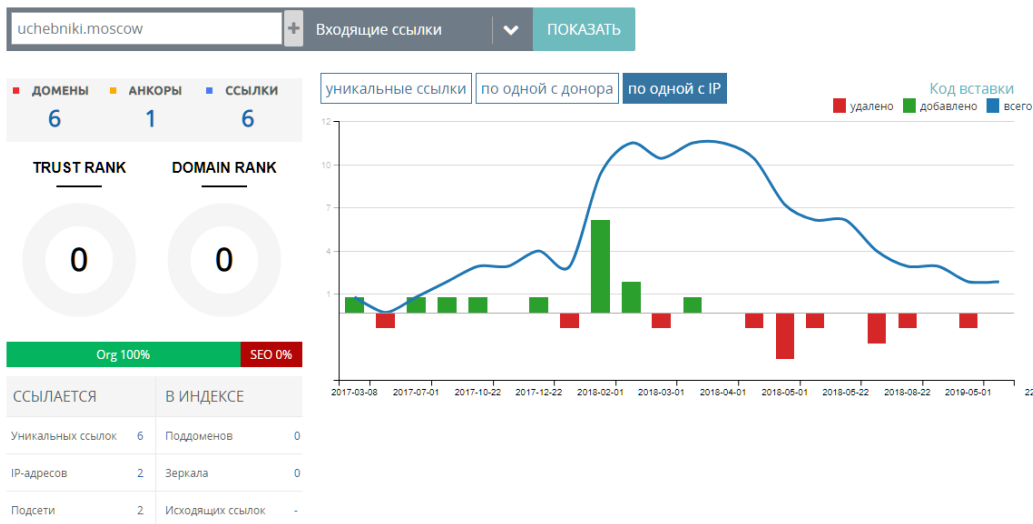 uchebniki.moscow + Входящие ссылки ПОКАЗАТЬ
ДОМЕНЫ АНКОРЫ ССЫЛКИ
6 1 6
TRUST RANK DOMAIN RANK
0 0
Org 100% SEO 0%
ССЫЛАЕТСЯ В ИНДЕКСЕ
Уникальных ссылок 6 Поддоменов 0
IP-адресов 2 Зеркала 0
Подсети 2 Исходящих ссылок -
уникальные ссылки по одной с донора по одной с IP
Код вставки
удалено добавлено всего
12
10
7
4
1
2017-03-08 2017-07-01 2017-10-22 2017-12-22 2018-02-01 2018-03-01 2018-04-01 2018-05-01 2018-06-22 2018-08-22 2019-05-01 22